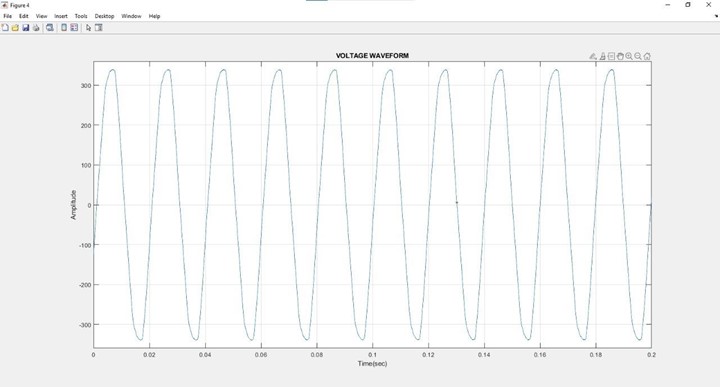 Figure 4
File Edit View Insert Tools Desktop Window Help
VOLTAGE WAVEFORM
300
200
100
0
-100
-200
-300
Amplitude
0 0.02 0.04 0.06 0.08 0.1 0.12 0.14 0.16 0.18 0.2
Time(sec)